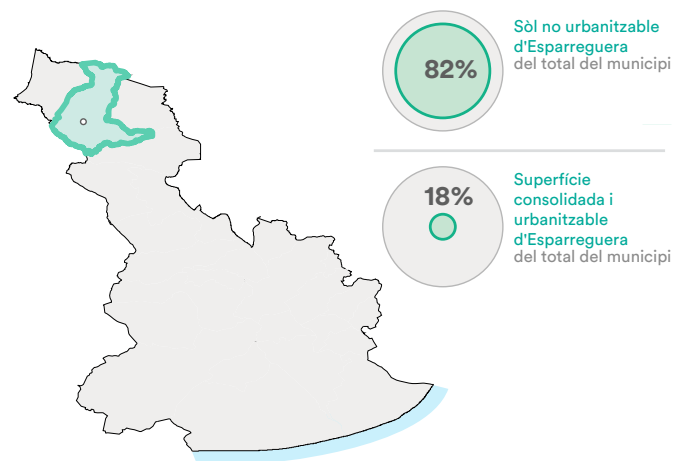 82%
Sòl no urbanitzable
d'Esparreguera
del total del municipi
18%
Superfície
consolidada i
urbanitzable
d'Esparreguera
del total del municipi